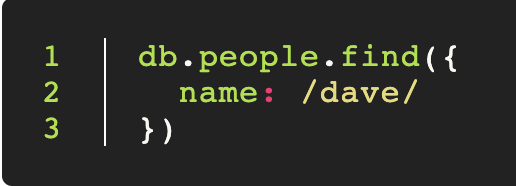 1 db.people.find({
2   name: /dave/
3 })